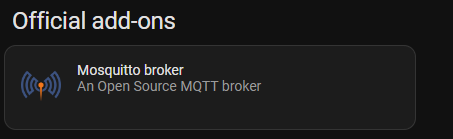 Official add-ons
Mosquitto broker
An Open Source MQTT broker